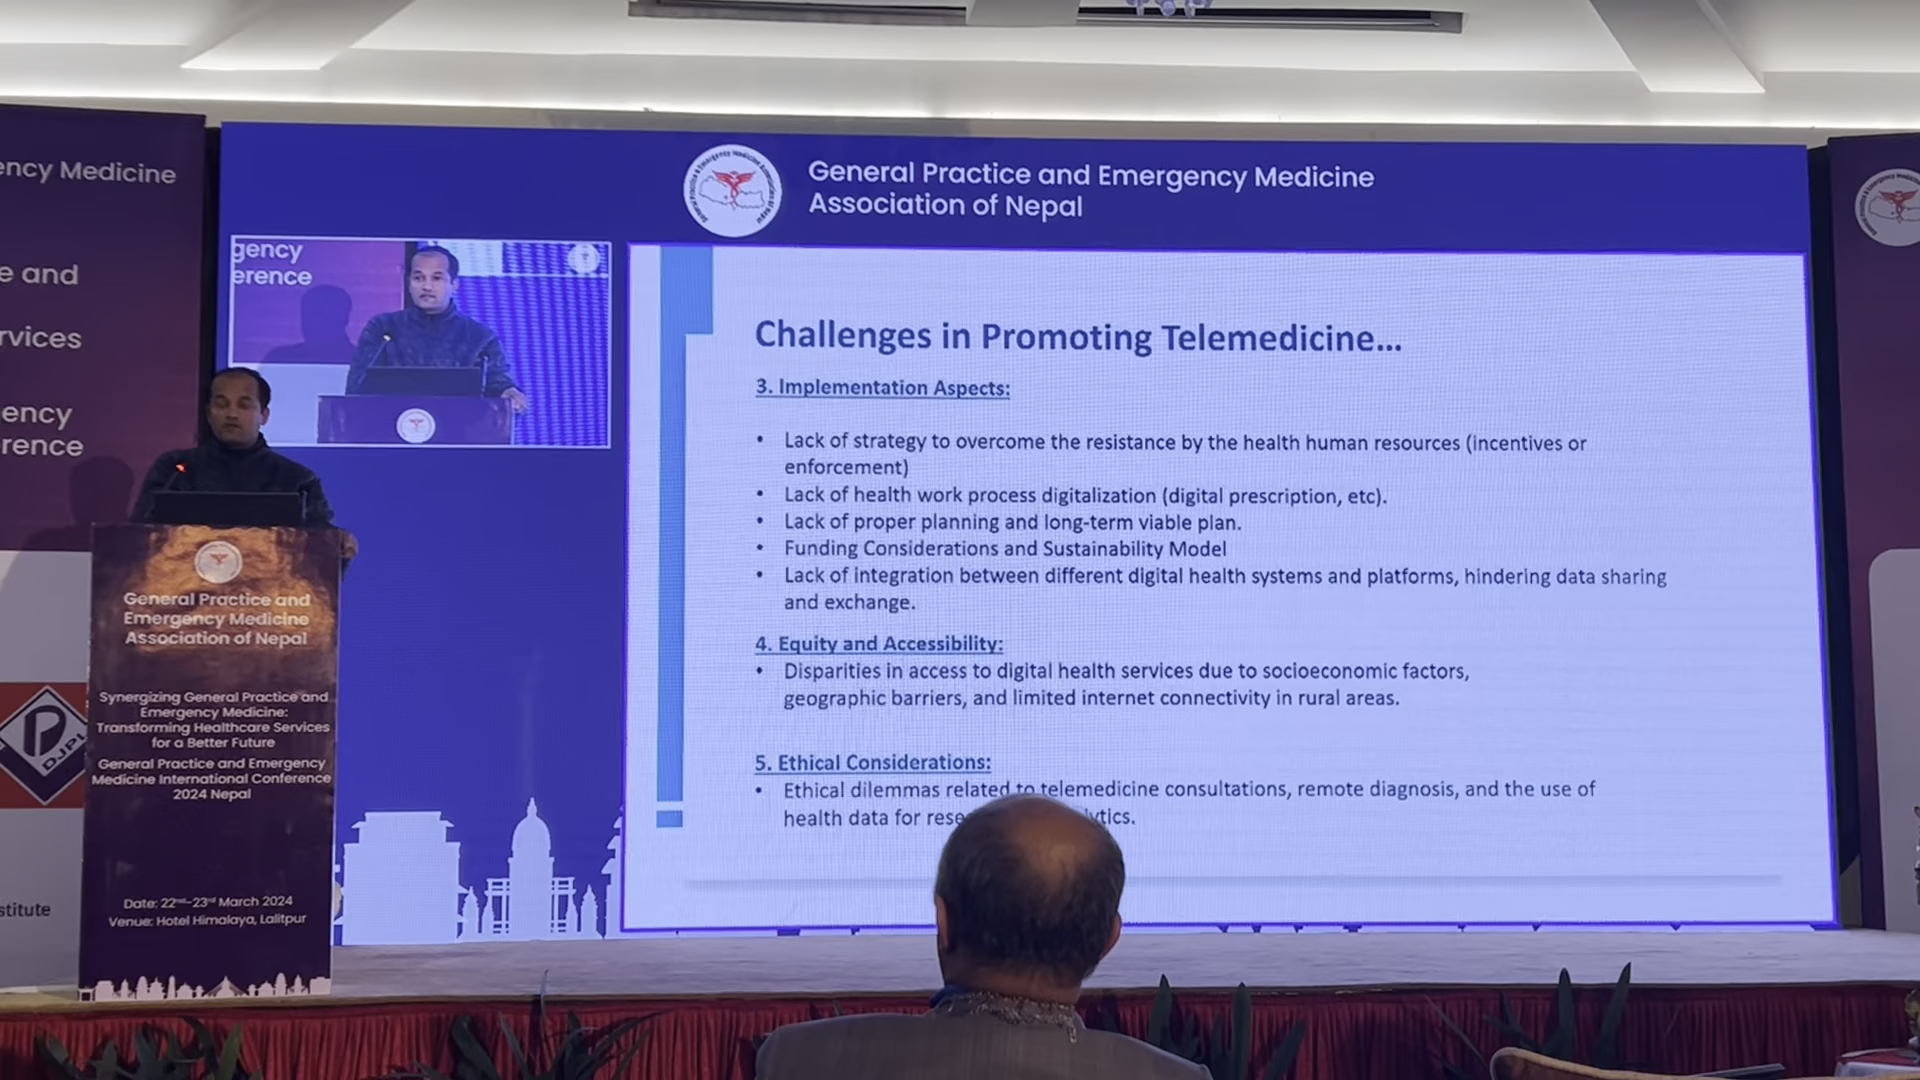 ency Medicine
e and
rvices
ency
rence
stitute
DJPL
General Practice and Emergency Medicine
Association of Nepal
gency
erence
Challenges in Promoting Telemedicine...
3. Implementation Aspects:
• Lack of strategy to overcome the resistance by the health human resources (incentives or
enforcement)
• Lack of health work process digitalization (digital prescription, etc).
• Lack of proper planning and long-term viable plan.
• Funding Considerations and Sustainability Model
• Lack of integration between different digital health systems and platforms, hindering data sharing
and exchange.
4. Equity and Accessibility:
• Disparities in access to digital health services due to socioeconomic factors,
geographic barriers, and limited internet connectivity in rural areas.
5. Ethical Considerations:
• Ethical dilemmas related to telemedicine consultations, remote diagnosis, and the use of
health data for rese ytics.
General Practice and
Emergency Medicine
Association of Nepal
Synergizing General Practice and
Emergency Medicine:
Transforming Healthcare Services
for a Better Future
General Practice and Emergency
Medicine International Conference
2024 Nepal
Date: 22nd-23rd March 2024
Venue: Hotel Himalaya, Lalitpur